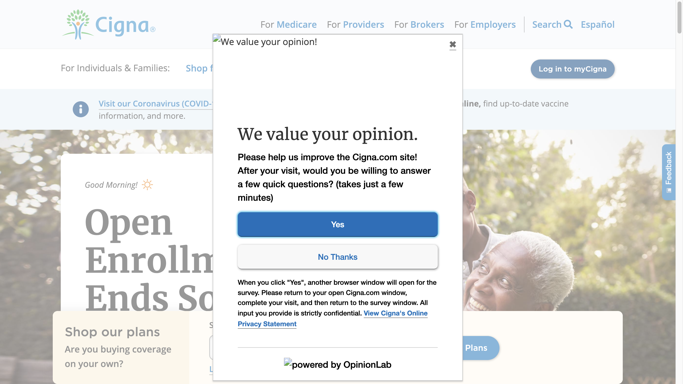 Cigna®
For Medicare For Providers For Brokers For Employers Search Español
We value your opinion!
For Individuals & Families: Shop f
Log in to myCigna
Visit our Coronavirus (COVID- line, find up-to-date vaccine
information, and more.
We value your opinion.
Please help us improve the Cigna.com site!
After your visit, would you be willing to answer
a few quick questions? (takes just a few
minutes)
Feedback
Good Morning!
Open
Enrollm
Ends So
Yes
No Thanks
When you click "Yes", another browser window will open for the
survey. Please return to your open Cigna.com window,
complete your visit, and then return to the survey window. All
input you provide is strictly confidential. View Cigna's Online
Privacy Statement
Shop our plans
Are you buying coverage
on your own?
S
Plans
powered by OpinionLab